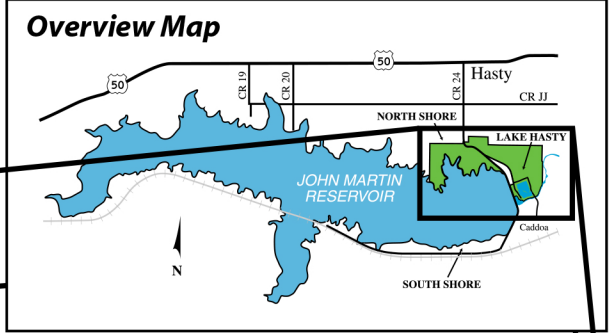 Overview Map
50
50
CR 19
CR 20
CR 24
Hasty
CR JJ
NORTH SHORE
LAKE HASTY
JOHN MARTIN
RESERVOIR
Caddoa
N
SOUTH SHORE